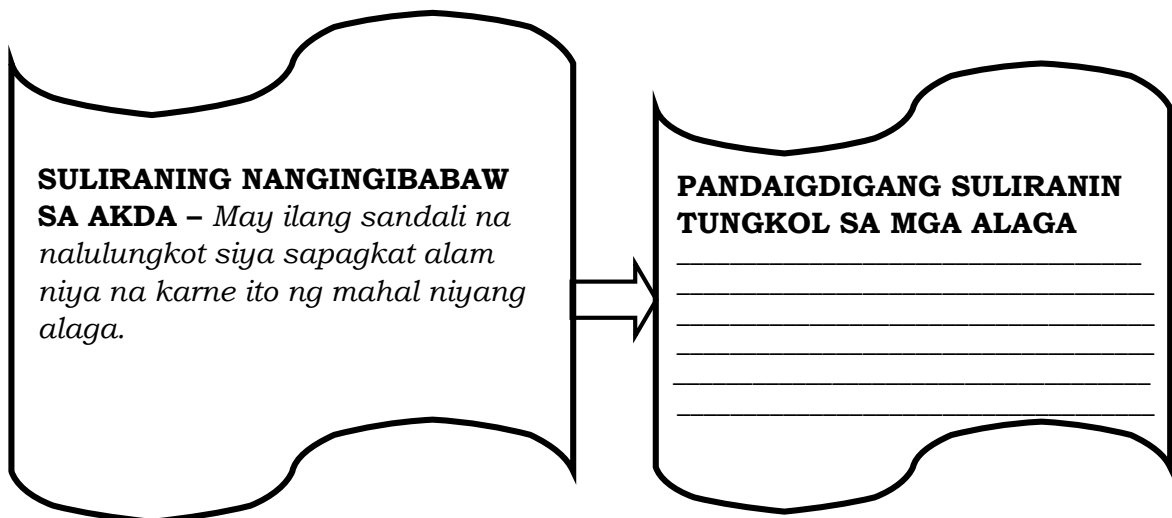 SULIRANING NANGINGIBABAW
SA AKDA – May ilang sandali na
nalulungkot siya sapagkat alam
niya na karne ito ng mahal niyang
alaga.
PANDAIGDIGANG SULIRANIN
TUNGKOL SA MGA ALAGA